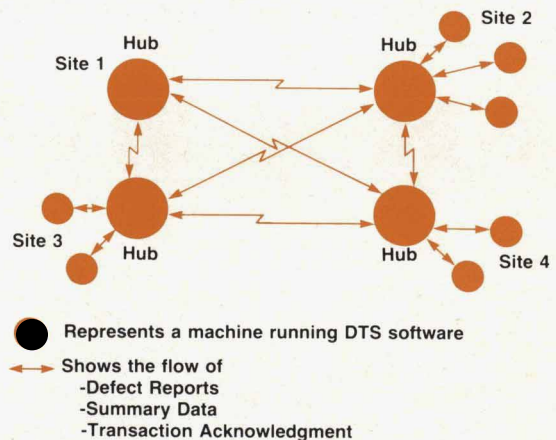 Hub
Site 1
Hub
Site 2
Site 3
Hub
Hub
Site 4
Represents a machine running DTS software
Shows the flow of
-Defect Reports
-Summary Data
-Transaction Acknowledgment